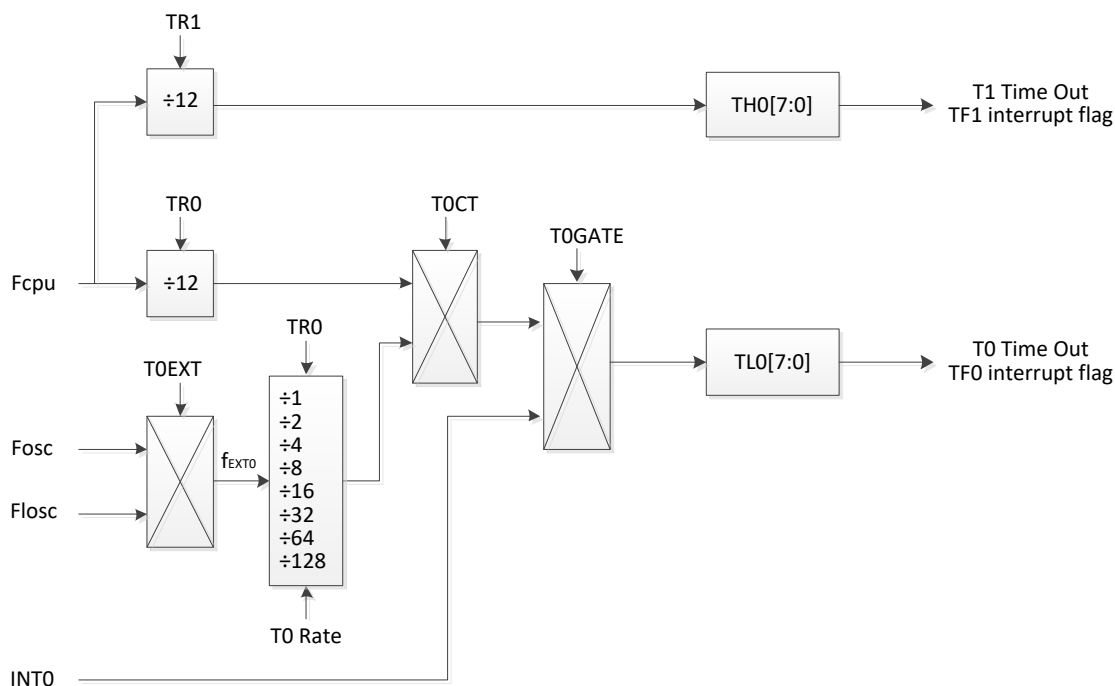 TR1
÷12
TH0[7:0]
T1 Time Out
TF1 interrupt flag
TR0
T0CT
T0GATE
Fcpu
÷12
TR0
TL0[7:0]
T0 Time Out
TF0 interrupt flag
T0EXT
÷1
÷2
÷4
÷8
÷16
÷32
÷64
÷128
Fosc
fEXT0
Flosc
T0 Rate
INT0